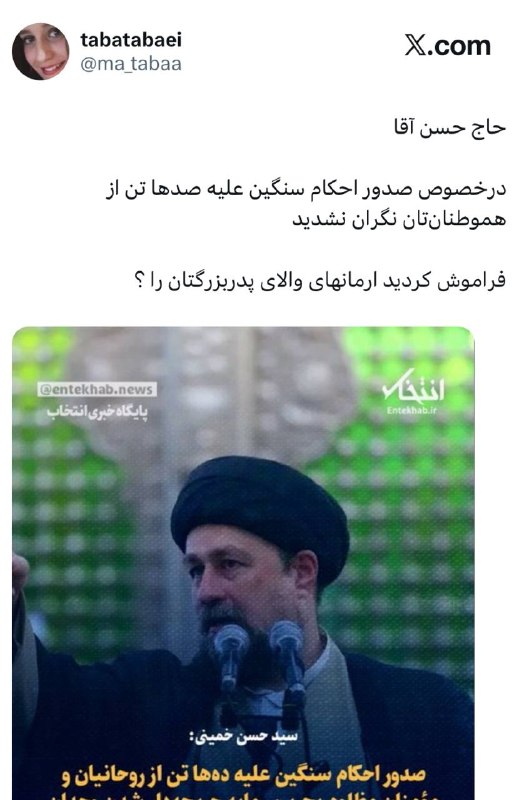 tabatabaei
@ma_tabaa
X.com
حاج حسن آقا
درخصوص صدور احکام سنگین علیه صدها تن از
هموطنان‌تان نگران نشدید
فراموش کردید ارمانهای والای پدربزرگتان را ؟
@entekhab.news
پایگاه خبری انتخاب
انتخاب
Entekhab.ir
سید حسن خمینی:
صدور احکام سنگین علیه ده‌ها تن از روحانیان و